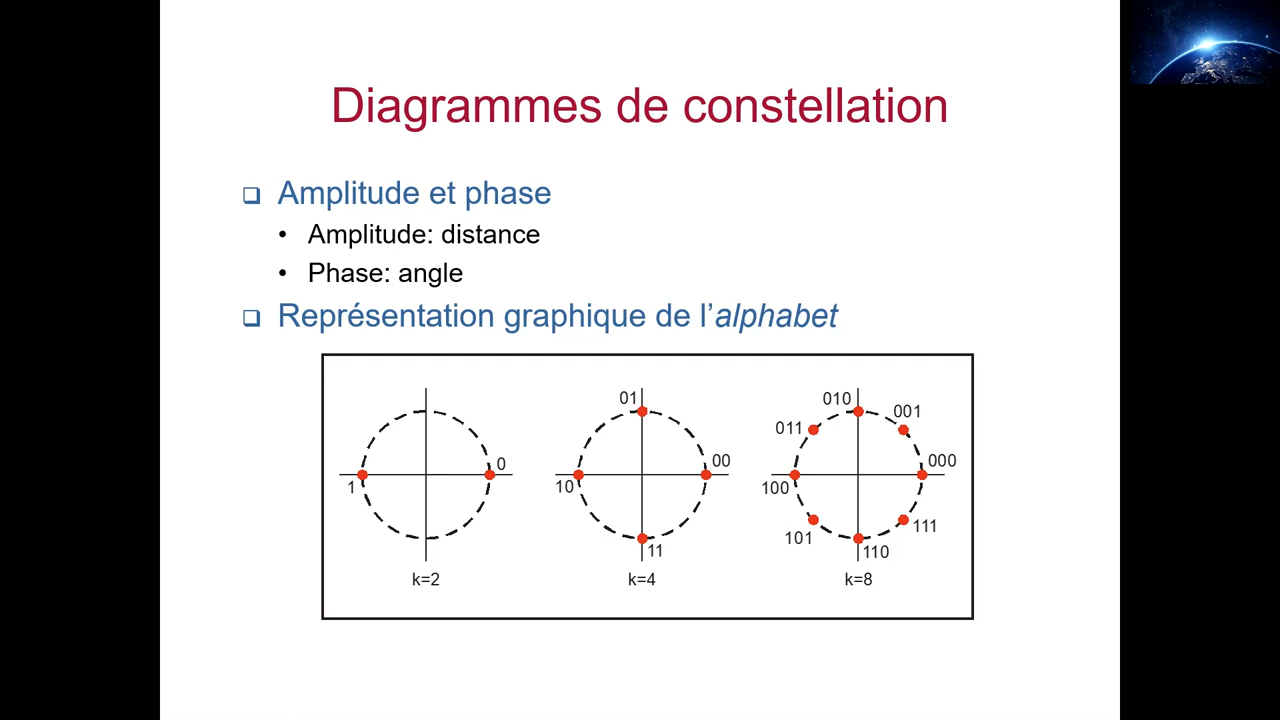 Diagrammes de constellation
❑ Amplitude et phase
• Amplitude: distance
• Phase: angle
❑ Représentation graphique de l’alphabet
0
1
k=2
01
00
10
11
k=4
010
001
011
000
100
101
111
110
k=8